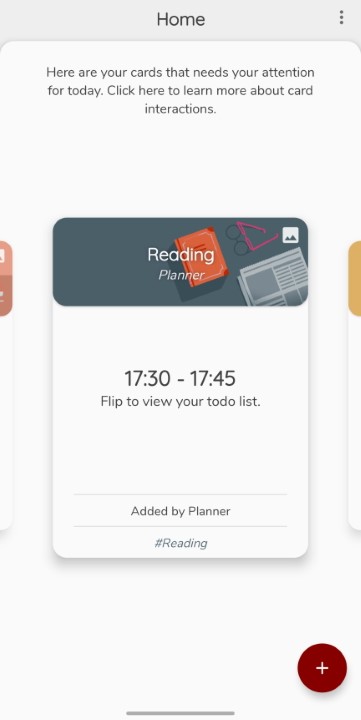 Home
Here are your cards that needs your attention
for today. Click here to learn more about card
interactions.
Reading
Planner
17:30 - 17:45
Flip to view your todo list.
Added by Planner
#Reading
+